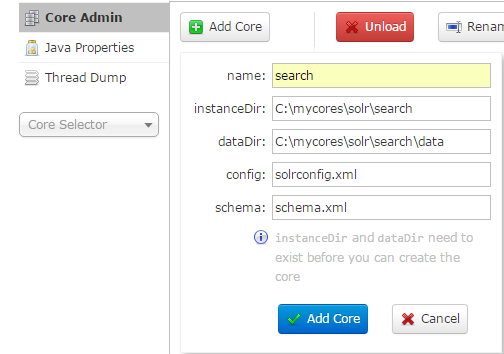 Core Admin
Java Properties
Thread Dump
Core Selector
Add Core
Unload
name: search
instanceDir: C:\mycores\solr\search
dataDir: C:\mycores\solr\search\data
config: solrconfig.xml
schema: schema.xml
instanceDir and dataDir need to
exist before you can create the
core
Add Core
Cancel